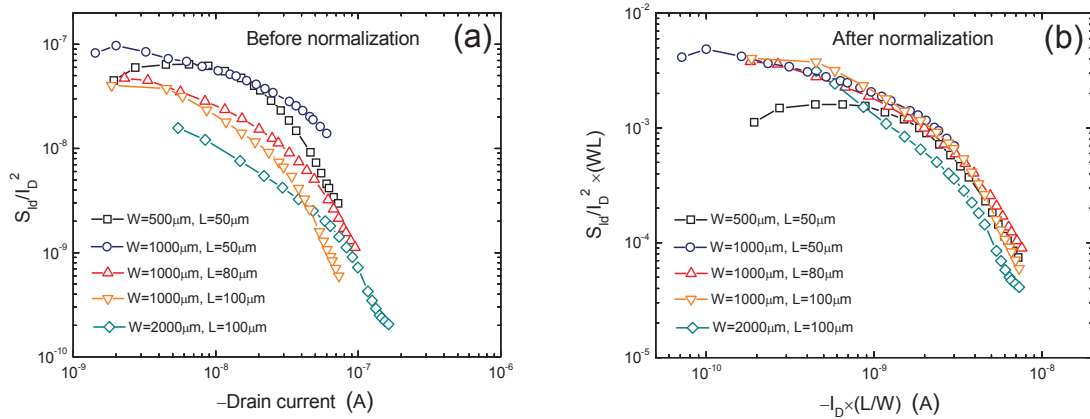 Before normalization
(a)
10^-7
10^-8
10^-9
10^-10
S_Id/I_D^2
W=500μm, L=50μm
W=1000μm, L=50μm
W=1000μm, L=80μm
W=1000μm, L=100μm
W=2000μm, L=100μm
10^-9
10^-8
10^-7
10^-6
−Drain current (A)
After normalization
(b)
10^-2
10^-3
10^-4
10^-5
S_Id/I_D^2 ×(WL)
W=500μm, L=50μm
W=1000μm, L=50μm
W=1000μm, L=80μm
W=1000μm, L=100μm
W=2000μm, L=100μm
10^-10
10^-9
10^-8
−I_D×(L/W) (A)